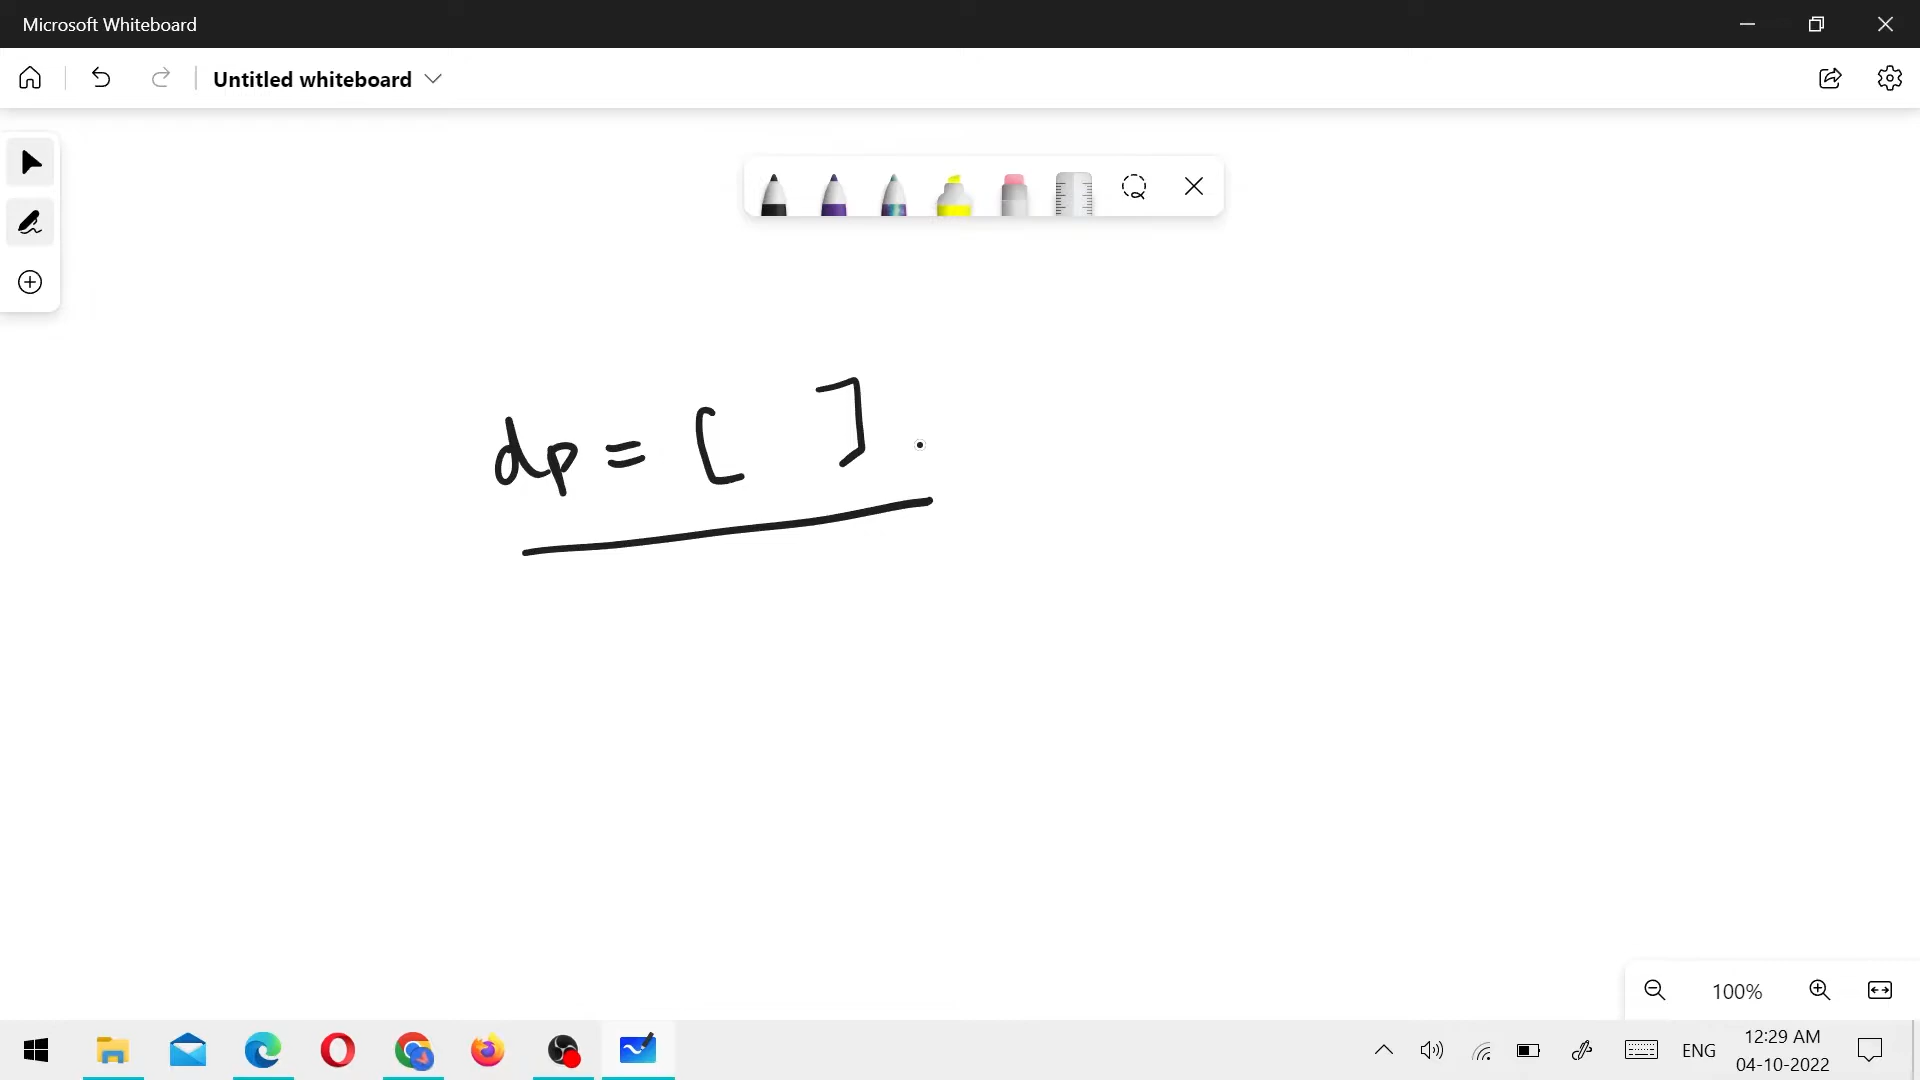 Microsoft Whiteboard
Untitled whiteboard
dp = [ ]
100%
ENG
12:29 AM
04-10-2022